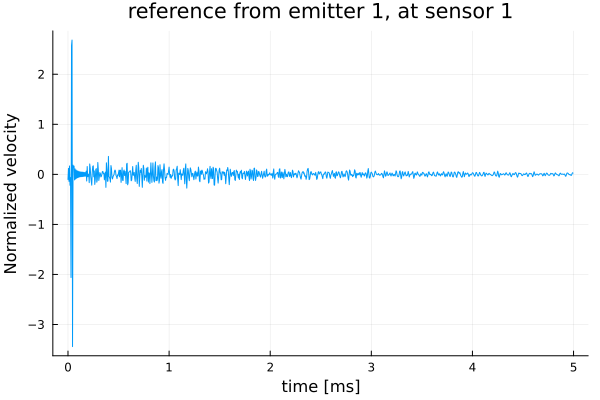 reference from emitter 1, at sensor 1
Normalized velocity
2
1
0
−1
−2
−3
0 1 2 3 4 5
time [ms]